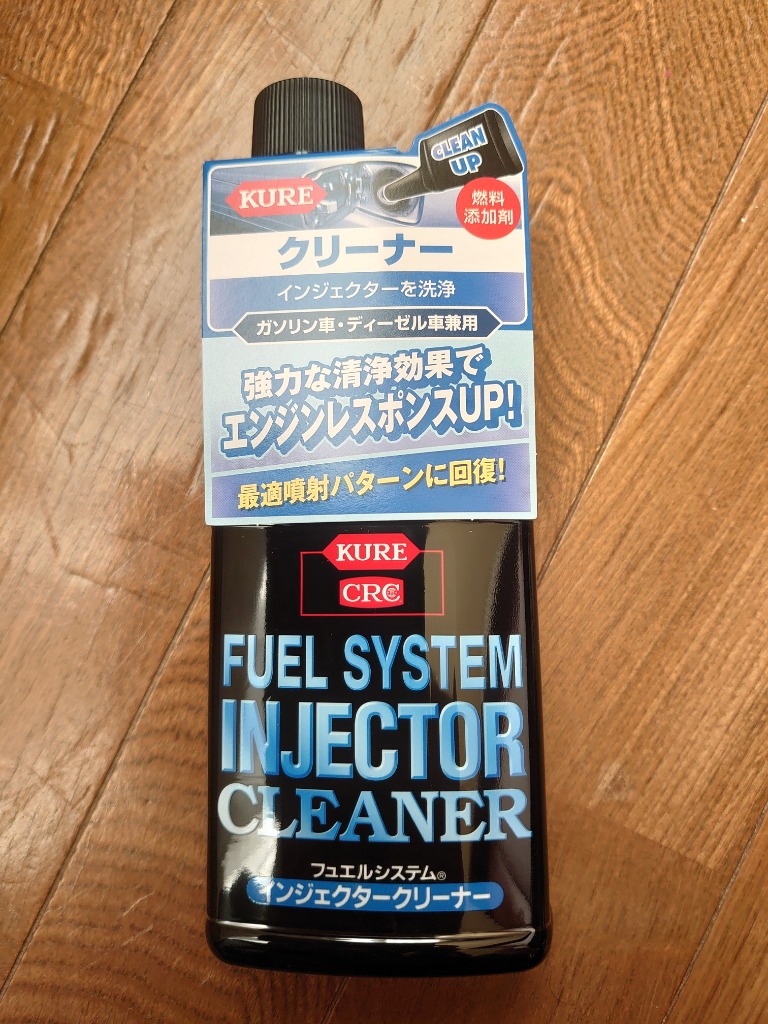 CLEAN
UP
KURE
燃料
添加剤
クリーナー
インジェクターを洗浄
ガソリン車・ディーゼル車兼用
強力な清浄効果で
エンジンレスポンスUP!
最適噴射パターンに回復!
KURE
CRC
FUEL SYSTEM
INJECTOR
CLEANER
フュエルシステム®
インジェクタークリーナー